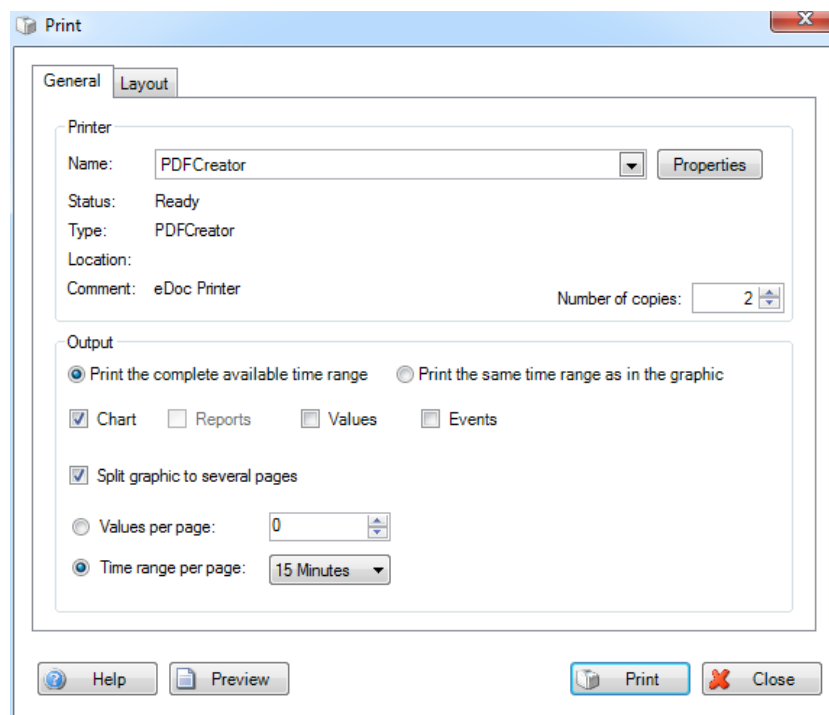 Print
General Layout
Printer
Name: PDFCreator Properties
Status: Ready
Type: PDFCreator
Location:
Comment: eDoc Printer
Number of copies: 2
Output
Print the complete available time range Print the same time range as in the graphic
Chart Reports Values Events
Split graphic to several pages
Values per page: 0
Time range per page: 15 Minutes
Help Preview Print Close